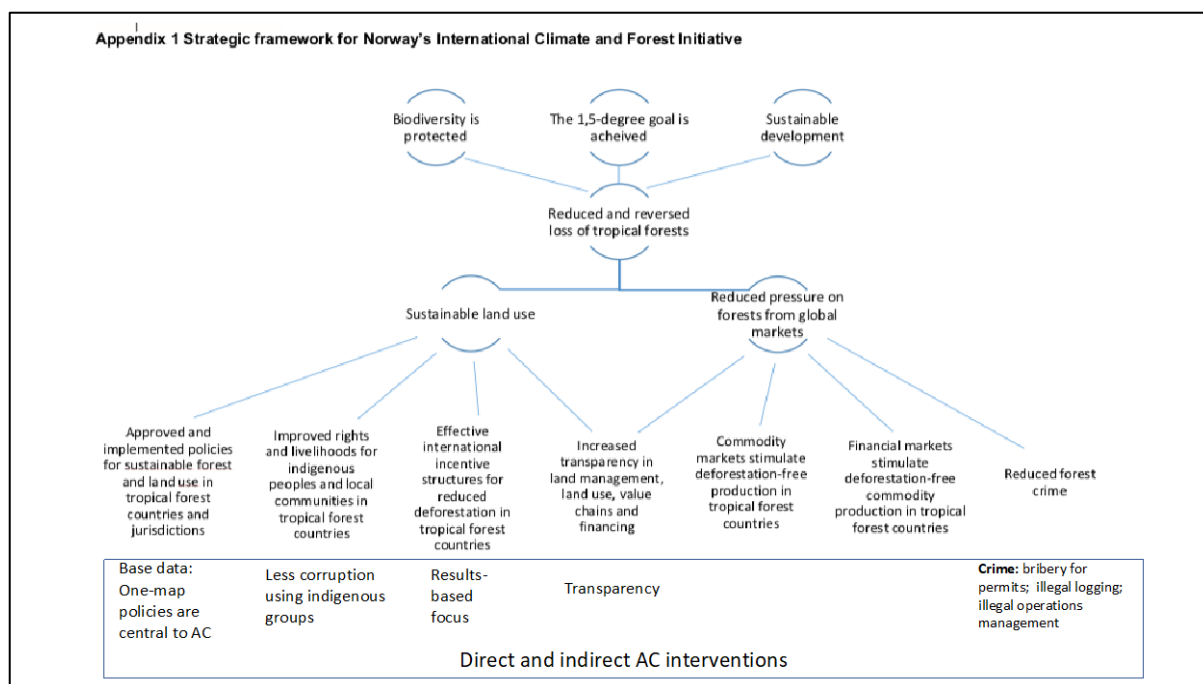 Appendix 1 Strategic framework for Norway's International Climate and Forest Initiative
Biodiversity is
protected
The 1,5-degree goal is
acheived
Sustainable
development
Reduced and reversed
loss of tropical forests
Sustainable land use
Reduced pressure on
forests from global
markets
Approved and
implemented policies
for sustainable forest
and land use in
tropical forest
countries and
jurisdictions
Improved rights
and livelihoods for
indigenous
peoples and local
communities in
tropical forest
countries
Effective
international
incentive
structures for
reduced
deforestation in
tropical forest
countries
Increased
transparency in
land management,
land use, value
chains and
financing
Commodity
markets stimulate
deforestation-free
production in
tropical forest
countries
Financial markets
stimulate
deforestation-free
commodity
production in tropical
forest countries
Reduced forest
crime
Base data:
One-map
policies are
central to AC
Less corruption
using indigenous
groups
Results-
based
focus
Transparency
Crime: bribery for
permits; illegal logging;
illegal operations
management
Direct and indirect AC interventions